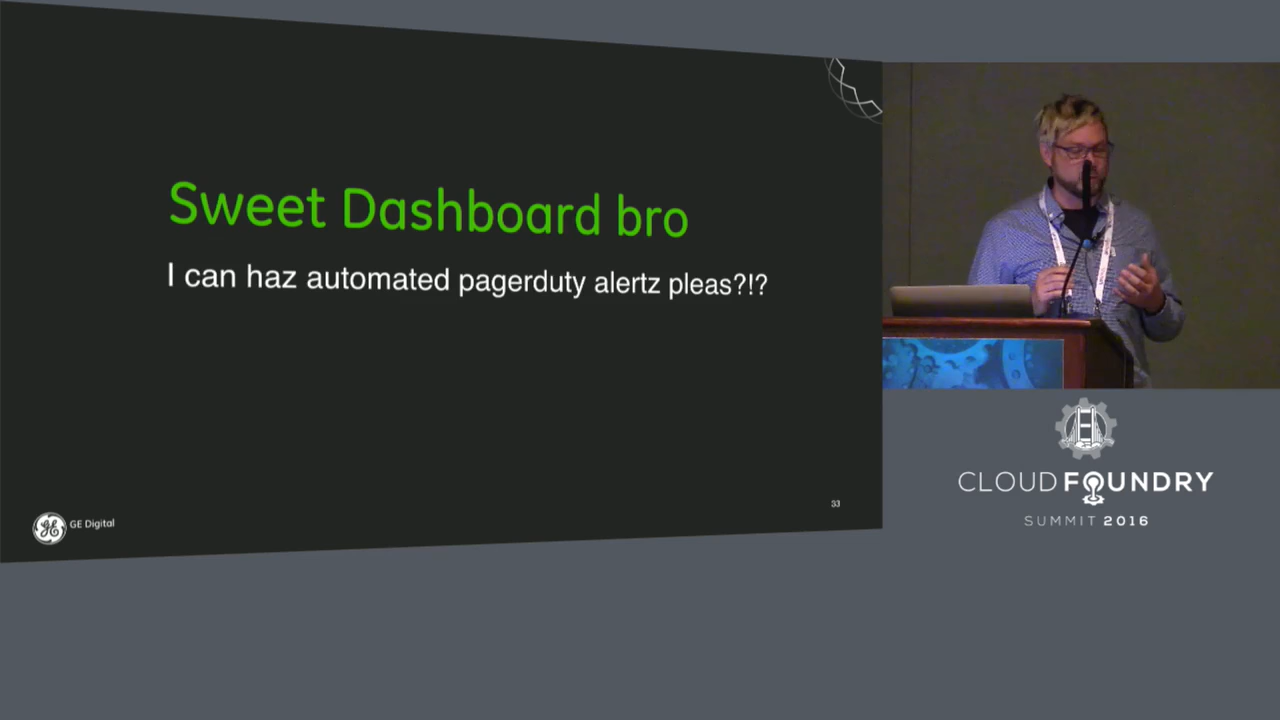 Sweet Dashboard bro
I can haz automated pagerduty alertz pleas?!?
GE Digital
33
CLOUD FOUNDRY
SUMMIT 2016